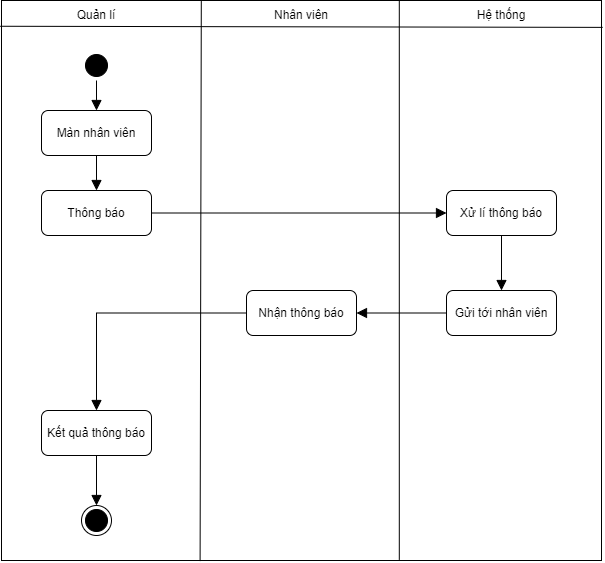 Quản lí
Nhân viên
Hệ thống
Màn nhân viên
Thông báo
Xử lí thông báo
Nhận thông báo
Gửi tới nhân viên
Kết quả thông báo